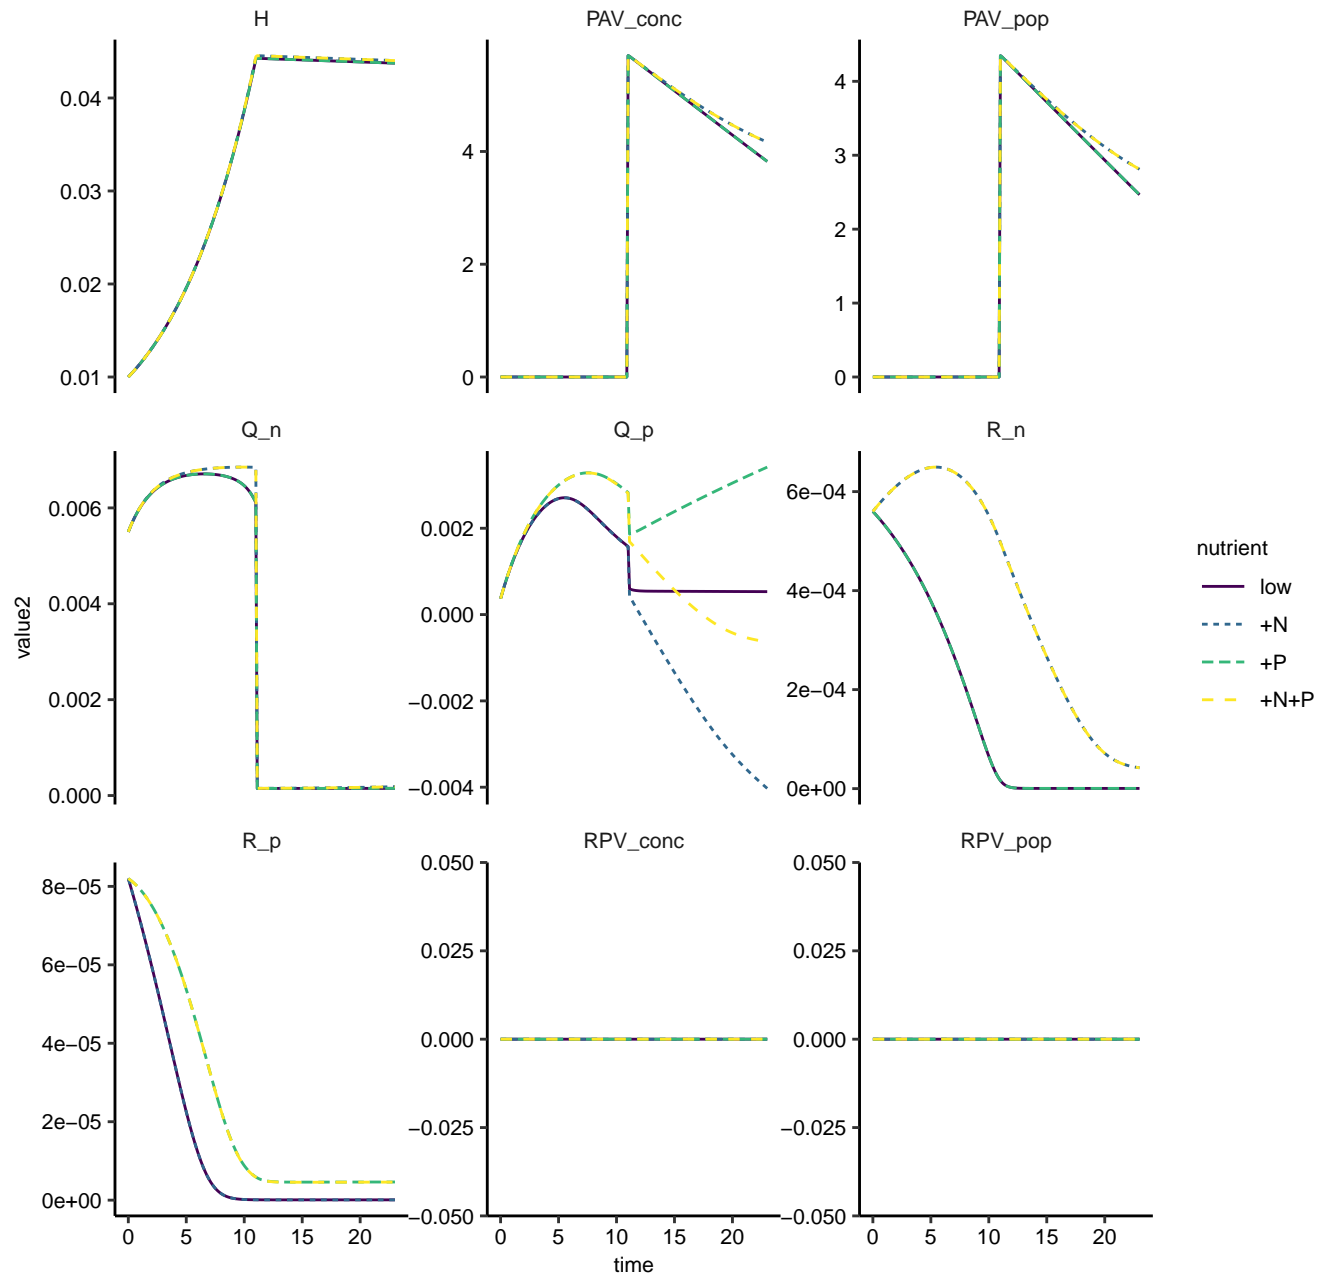 H
PAV_conc
PAV_pop
0.04
0.03
0.02
0.01
4
2
0
4
3
2
1
0
Q_n
Q_p
R_n
0.006
0.004
0.002
0.000
0.002
0.000
−0.002
−0.004
6e−04
4e−04
2e−04
0e+00
R_p
RPV_conc
RPV_pop
8e−05
6e−05
4e−05
2e−05
0e+00
0.050
0.025
0.000
−0.025
−0.050
0.050
0.025
0.000
−0.025
−0.050
0 5 10 15 20
0 5 10 15 20
0 5 10 15 20
time
value2
nutrient
low
+N
+P
+N+P